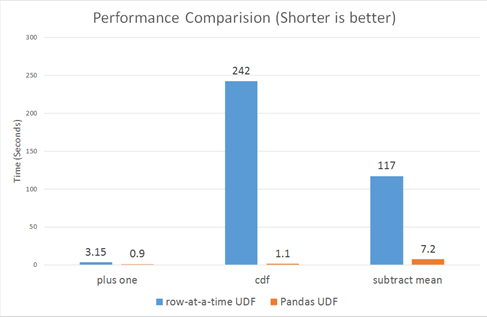 Performance Comparision (Shorter is better)
300
250
200
150
100
50
0
Time (Seconds)
3.15
0.9
242
1.1
117
7.2
plus one
cdf
subtract mean
row-at-a-time UDF
Pandas UDF